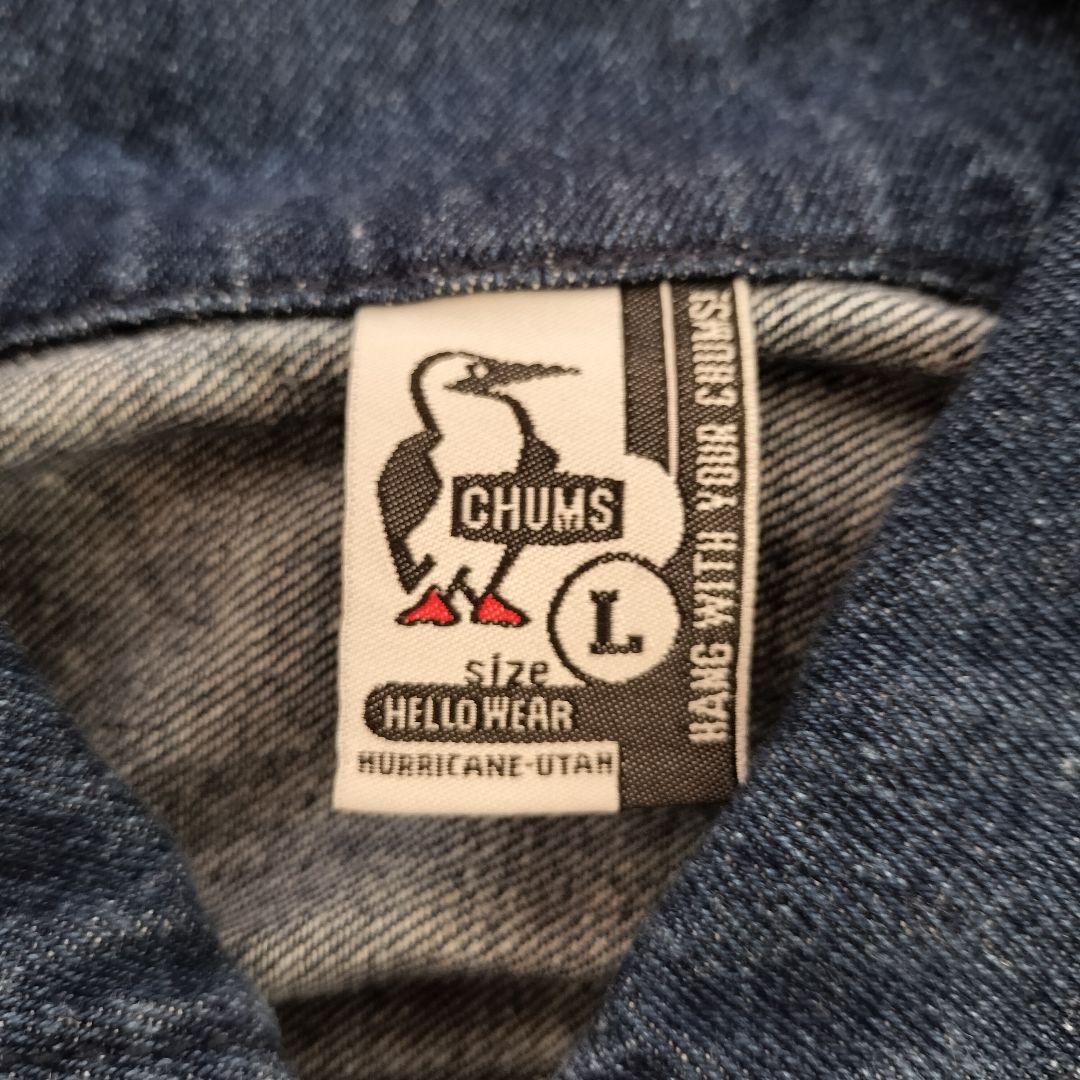 CHUMS
L
size
HELLO WEAR
HURRICANE-UTAH
HANG WITH YOUR CHUMS!